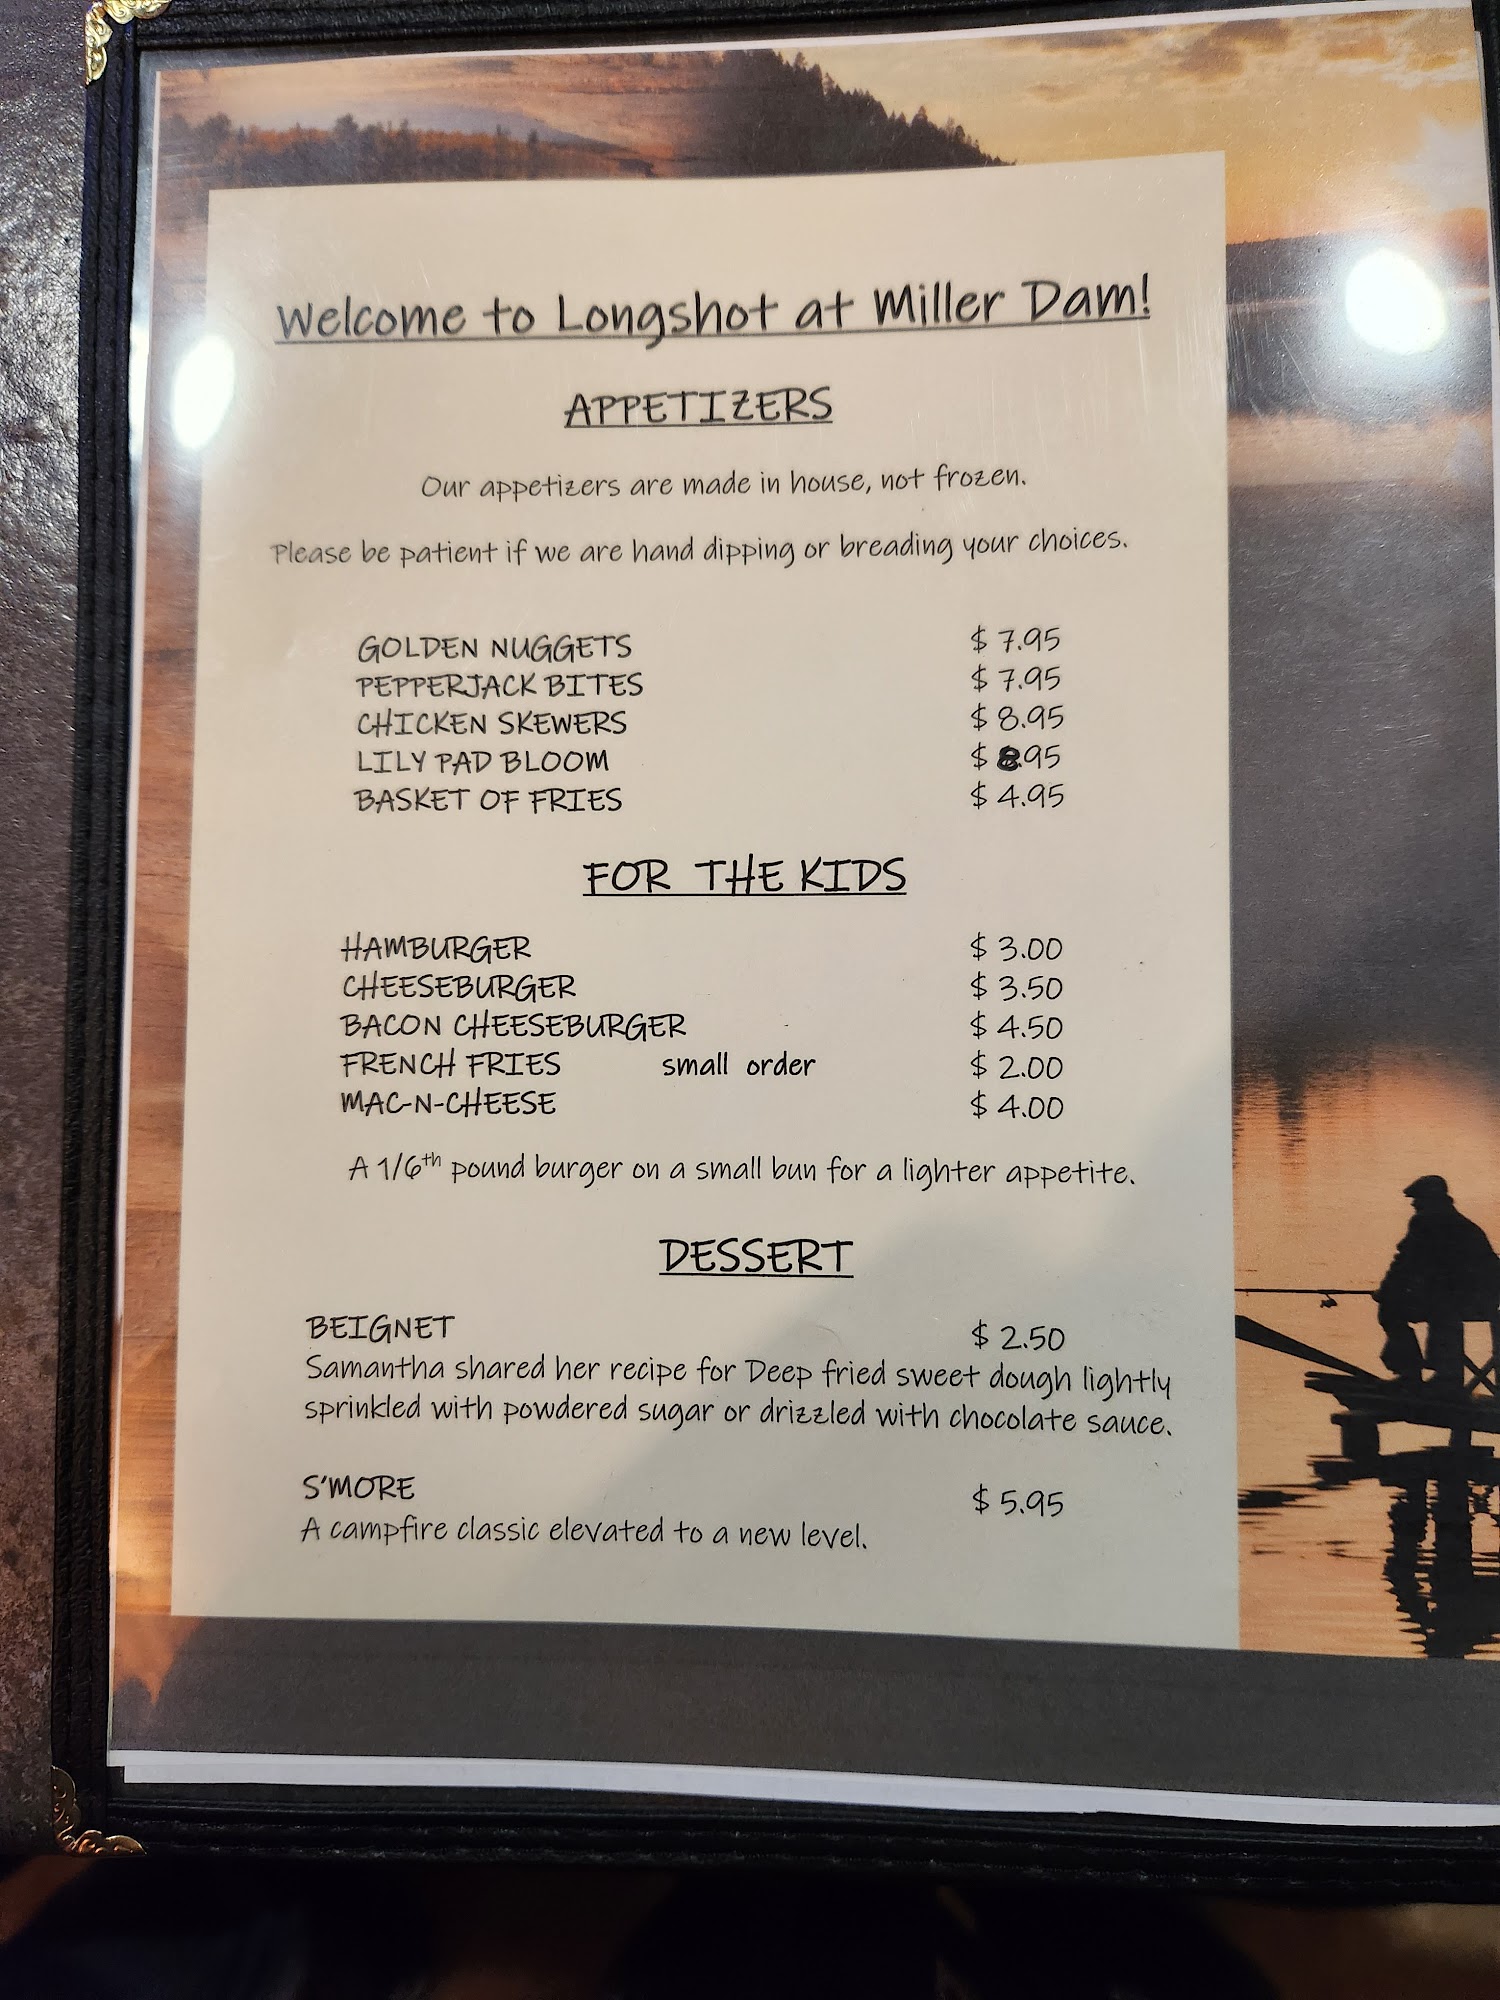 Welcome to Longshot at Miller Dam!
APPETIZERS
Our appetizers are made in house, not frozen.
Please be patient if we are hand dipping or breading your choices.
GOLDEN NUGGETS $ 7.95
PEPPERJACK BITES $ 7.95
CHICKEN SKEWERS $ 8.95
LILY PAD BLOOM $ 8.95
BASKET OF FRIES $ 4.95
FOR THE KIDS
HAMBURGER $ 3.00
CHEESEBURGER $ 3.50
BACON CHEESEBURGER $ 4.50
FRENCH FRIES small order $ 2.00
MAC-N-CHEESE $ 4.00
A 1/6th pound burger on a small bun for a lighter appetite.
DESSERT
BEIGNET $ 2.50
Samantha shared her recipe for Deep fried sweet dough lightly
sprinkled with powdered sugar or drizzled with chocolate sauce.
S'MORE $ 5.95
A campfire classic elevated to a new level.